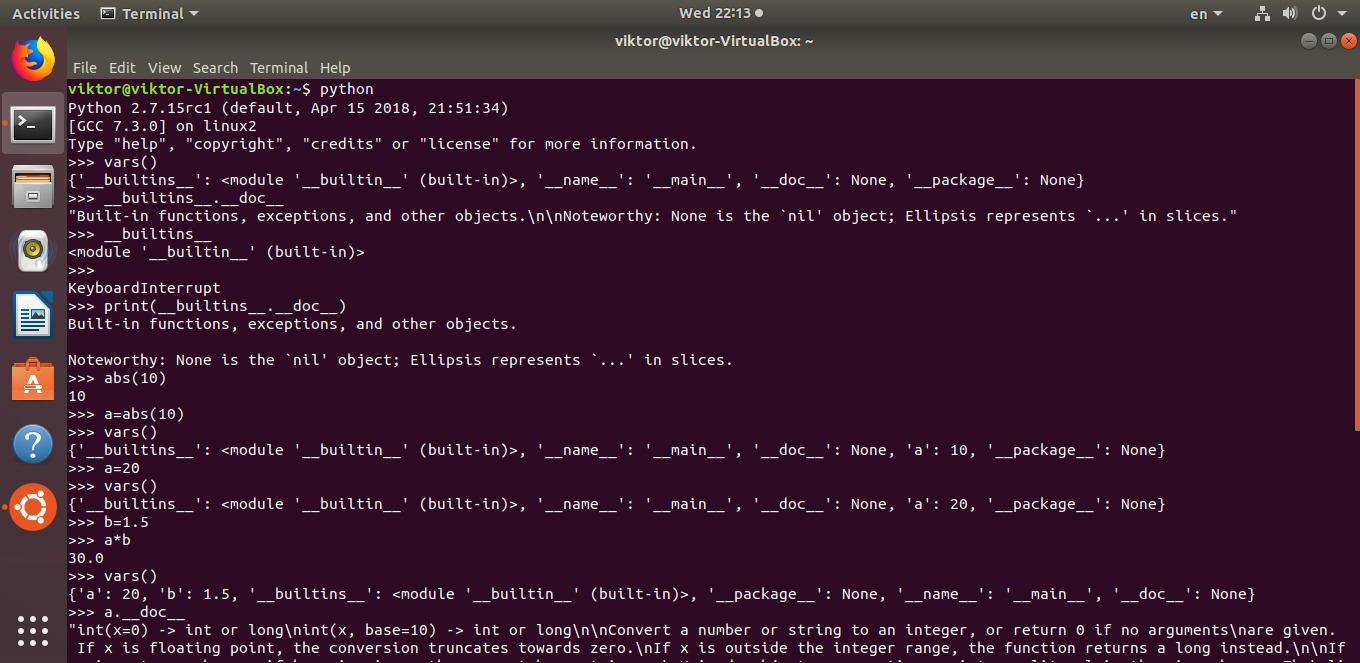 Activities Terminal Wed 22:13 en
viktor@viktor-VirtualBox: ~
File Edit View Search Terminal Help
viktor@viktor-VirtualBox:~$ python
Python 2.7.15rc1 (default, Apr 15 2018, 21:51:34)
[GCC 7.3.0] on linux2
Type "help", "copyright", "credits" or "license" for more information.
>>> vars()
{'__builtins__': <module '__builtin__' (built-in)>, '__name__': '__main__', '__doc__': None, '__package__': None}
>>> __builtins__.__doc__
"Built-in functions, exceptions, and other objects.\n\nNoteworthy: None is the `nil' object; Ellipsis represents `...' in slices."
>>> __builtins__
<module '__builtin__' (built-in)>
>>>
KeyboardInterrupt
>>> print(__builtins__.__doc__)
Built-in functions, exceptions, and other objects.

Noteworthy: None is the `nil' object; Ellipsis represents `...' in slices.
>>> abs(10)
10
>>> a=abs(10)
>>> vars()
{'__builtins__': <module '__builtin__' (built-in)>, '__name__': '__main__', '__doc__': None, 'a': 10, '__package__': None}
>>> a=20
>>> vars()
{'__builtins__': <module '__builtin__' (built-in)>, '__name__': '__main__', '__doc__': None, 'a': 20, '__package__': None}
>>> b=1.5
>>> a*b
30.0
>>> vars()
{'a': 20, 'b': 1.5, '__builtins__': <module '__builtin__' (built-in)>, '__package__': None, '__name__': '__main__', '__doc__': None}
>>> a.__doc__
"int(x=0) -> int or long\nint(x, base=10) -> int or long\n\nConvert a number or string to an integer, or return 0 if no arguments\nare given.
If x is floating point, the conversion truncates towards zero.\nIf x is outside the integer range, the function returns a long instead.\n\nIf